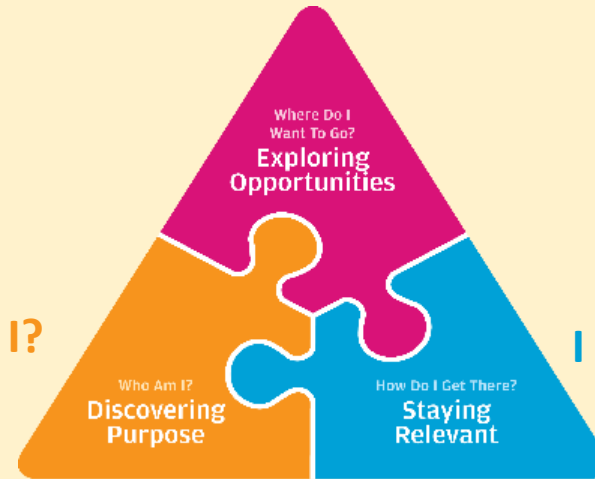 Where Do I
Want To Go?
Exploring
Opportunities
I?
I
Who Am I?
Discovering
Purpose
How Do I Get There?
Staying
Relevant